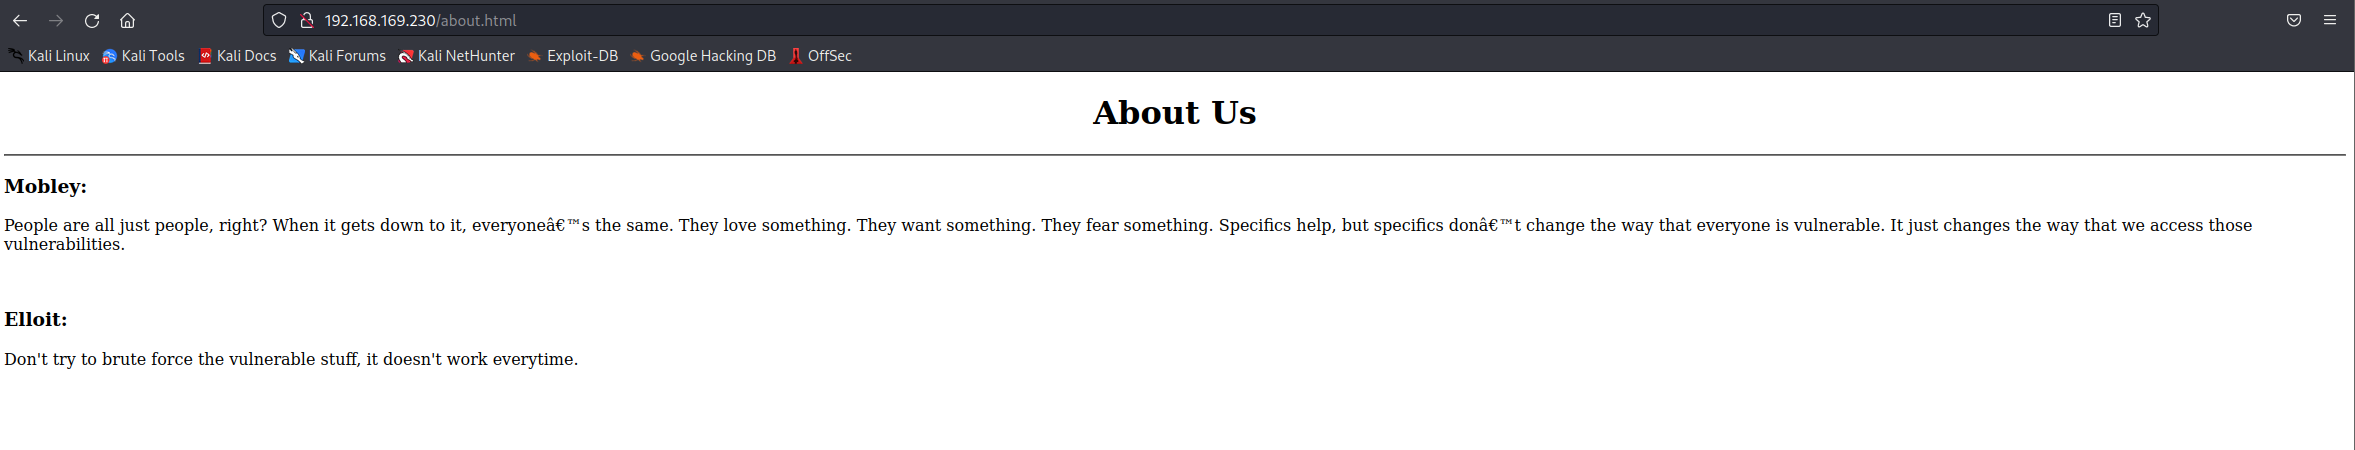 192.168.169.230/about.html
Kali Linux Kali Tools Kali Docs Kali Forums Kali NetHunter Exploit-DB Google Hacking DB OffSec
About Us
Mobley:
People are all just people, right? When it gets down to it, everyoneâ€™s the same. They love something. They want something. They fear something. Specifics help, but specifics donâ€™t change the way that everyone is vulnerable. It just changes the way that we access those
vulnerabilities.
Elloit:
Don't try to brute force the vulnerable stuff, it doesn't work everytime.